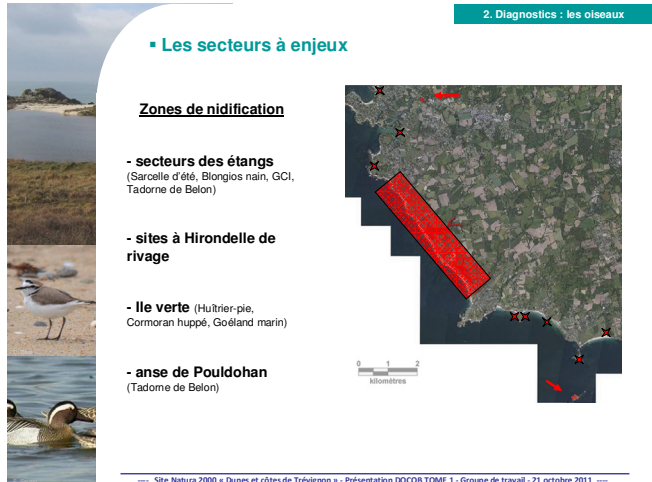 2. Diagnostics : les oiseaux
▪ Les secteurs à enjeux
Zones de nidification
- secteurs des étangs
(Sarcelle d'été, Blongios nain, GCI,
Tadorne de Belon)
- sites à Hirondelle de
rivage
- Ile verte (Huîtrier-pie,
Cormoran huppé, Goéland marin)
- anse de Pouldohan
(Tadorne de Belon)
0 1 2
kilomètres
---- Site Natura 2000 « Dunes et côtes de Trévignon » - Présentation DOCOB TOME 1 - Groupe de travail - 21 octobre 2011 ----